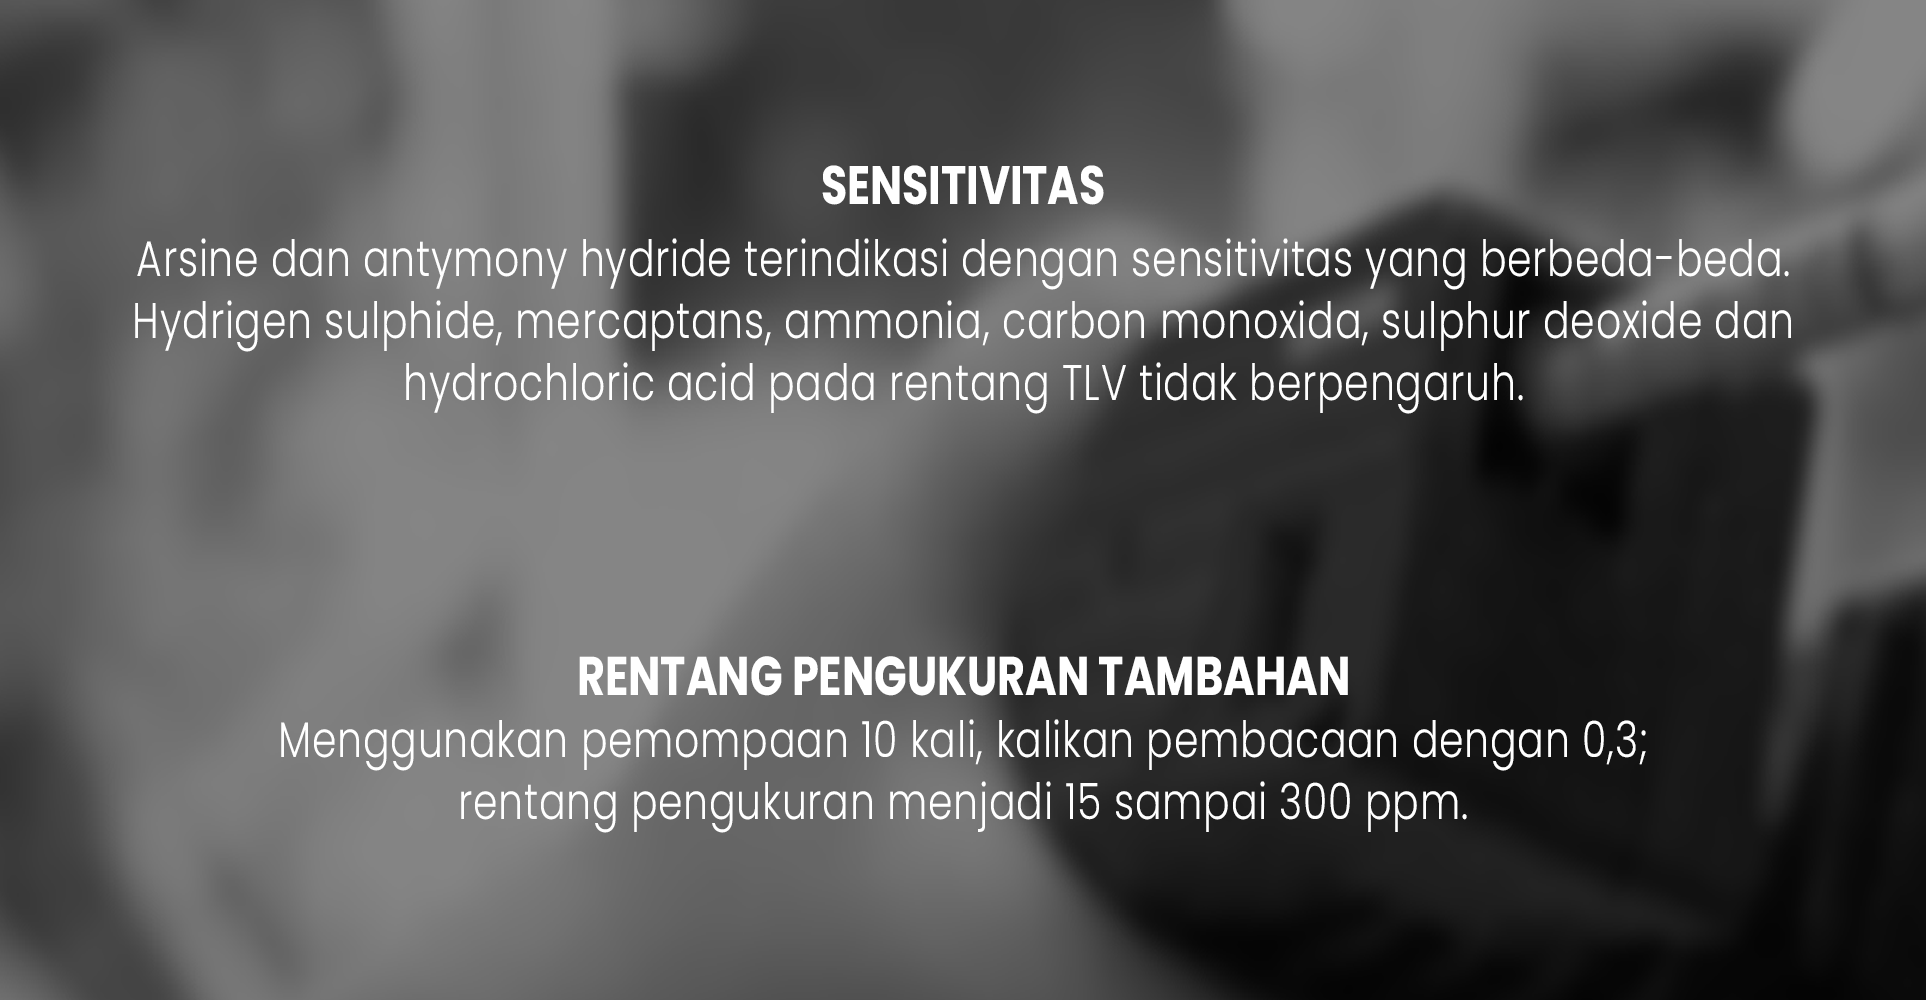 SENSITIVITAS
Arsine dan antymony hydride terindikasi dengan sensitivitas yang berbeda-beda.
Hydrigen sulphide, mercaptans, ammonia, carbon monoxida, sulphur deoxide dan
hydrochloric acid pada rentang TLV tidak berpengaruh.
RENTANG PENGUKURAN TAMBAHAN
Menggunakan pemompaan 10 kali, kalikan pembacaan dengan 0,3;
rentang pengukuran menjadi 15 sampai 300 ppm.